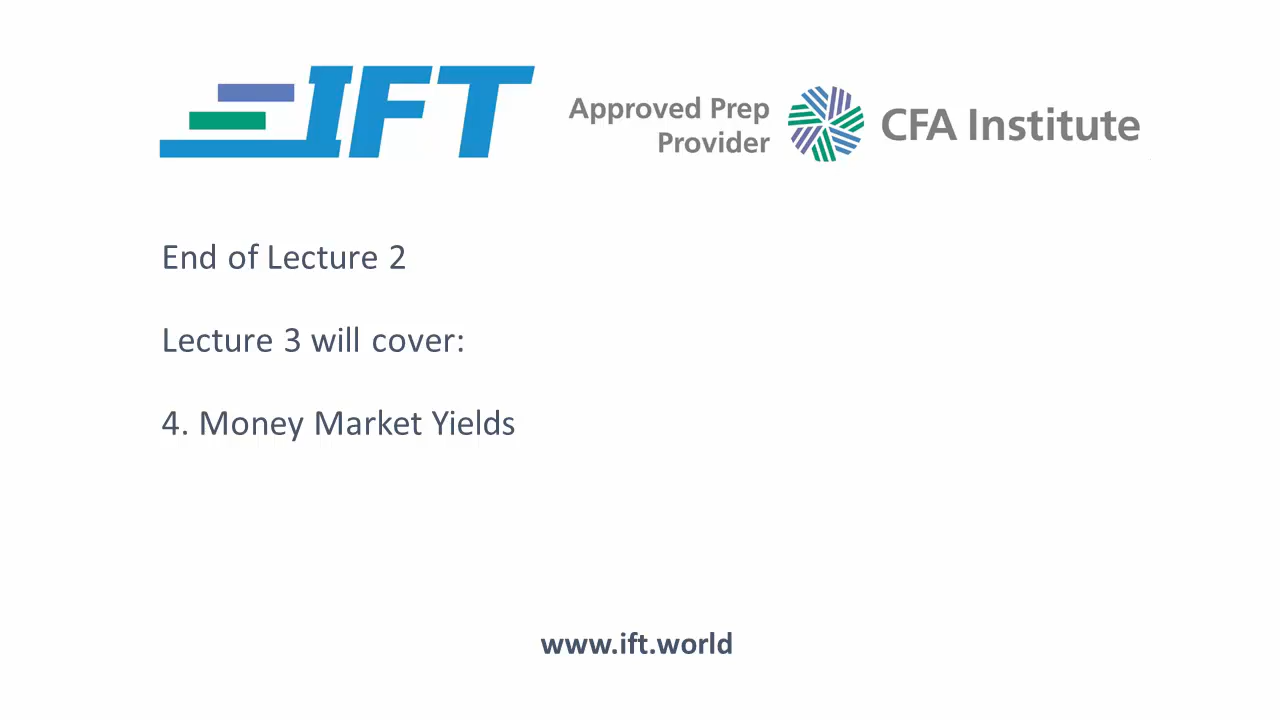 IFT
Approved Prep
Provider
CFA Institute
End of Lecture 2
Lecture 3 will cover:
4. Money Market Yields
www.ift.world